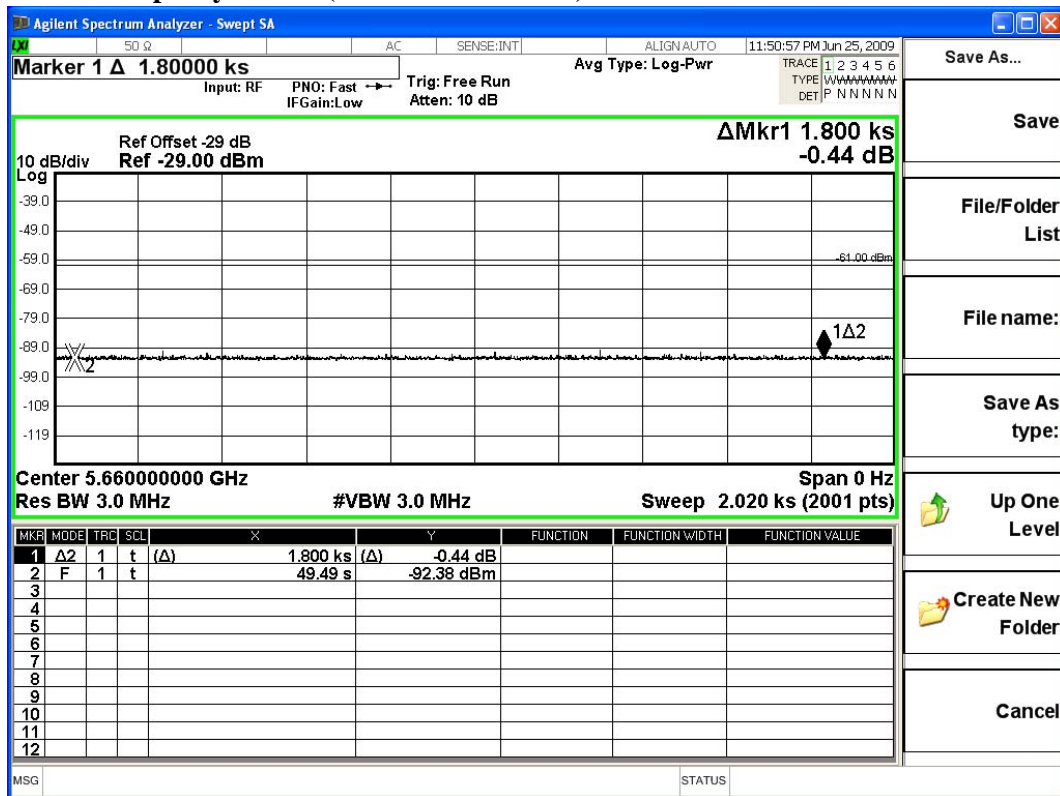 Agilent Spectrum Analyzer - Swept SA
LXI 50 Ω AC SENSE:INT ALIGN AUTO 11:50:57 PM Jun 25, 2009
Marker 1 Δ 1.80000 ks
Input: RF PNO: Fast Trig: Free Run Avg Type: Log-Pwr TRACE 1 2 3 4 5 6
IFGain:Low Atten: 10 dB TYPE
DET P N N N N N
ΔMkr1 1.800 ks
-0.44 dB
Ref Offset -29 dB
10 dB/div Ref -29.00 dBm
Log
-39.0
-49.0
-59.0
-61.00 dBm
-69.0
-79.0
1Δ2
-89.0
2
-99.0
-109
-119
Center 5.660000000 GHz Span 0 Hz
Res BW 3.0 MHz #VBW 3.0 MHz Sweep 2.020 ks (2001 pts)
MKR MODE TRC SCL X Y FUNCTION FUNCTION WIDTH FUNCTION VALUE
1 Δ2 1 t (Δ) 1.800 ks (Δ) -0.44 dB
2 F 1 t 49.49 s -92.38 dBm
3
4
5
6
7
8
9
10
11
12
MSG STATUS
Save As...
Save
File/Folder
List
File name:
Save As
type:
Up One
Level
Create New
Folder
Cancel